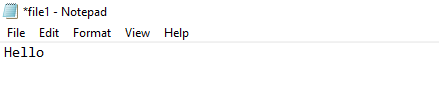 *file1 - Notepad
File Edit Format View Help
Hello